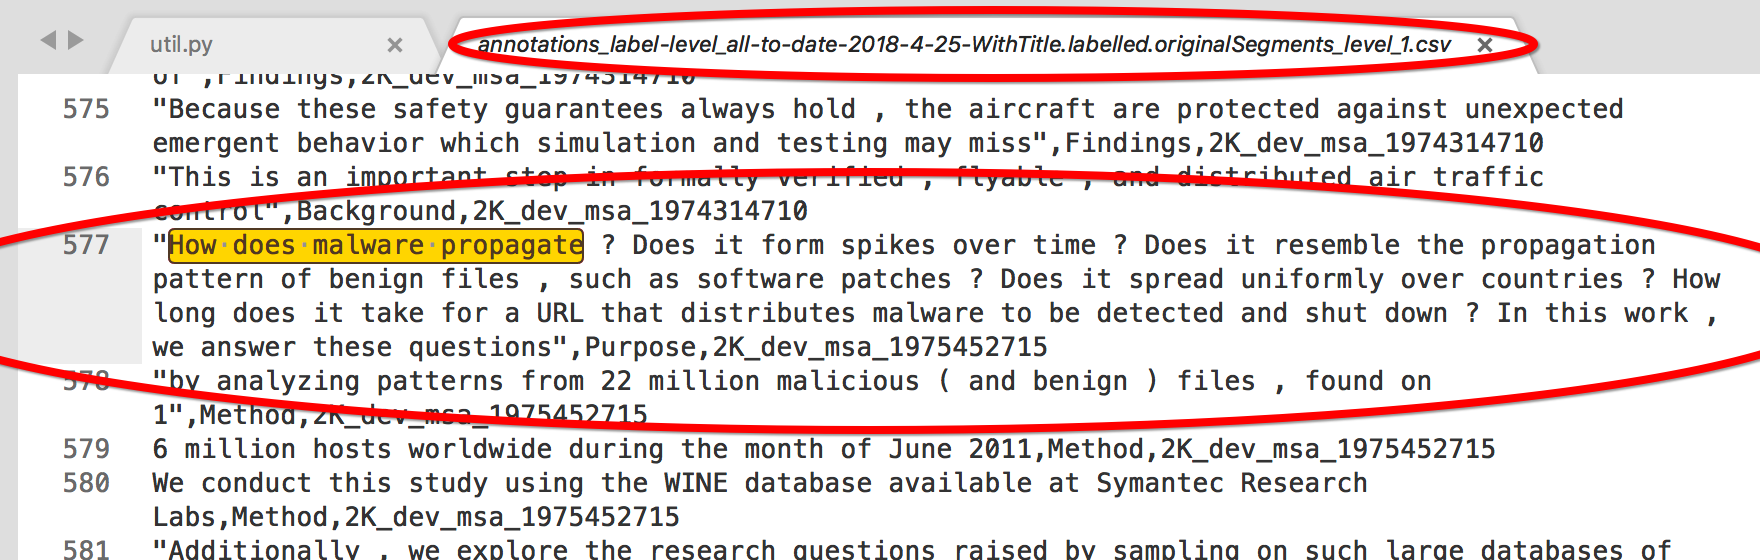 util.py
annotations_label-level_all-to-date-2018-4-25-WithTitle.labelled.originalSegments_level_1.csv
of ,Findings,2K_dev_msa_1974314710
575 "Because these safety guarantees always hold , the aircraft are protected against unexpected
emergent behavior which simulation and testing may miss",Findings,2K_dev_msa_1974314710
576 "This is an important step in formally verified , flyable , and distributed air traffic
control",Background,2K_dev_msa_1974314710
577 "How does malware propagate ? Does it form spikes over time ? Does it resemble the propagation
pattern of benign files , such as software patches ? Does it spread uniformly over countries ? How
long does it take for a URL that distributes malware to be detected and shut down ? In this work ,
we answer these questions",Purpose,2K_dev_msa_1975452715
578 "by analyzing patterns from 22 million malicious ( and benign ) files , found on
1",Method,2K_dev_msa_1975452715
579 6 million hosts worldwide during the month of June 2011,Method,2K_dev_msa_1975452715
580 We conduct this study using the WINE database available at Symantec Research
Labs,Method,2K_dev_msa_1975452715
581 "Additionally , we explore the research questions raised by sampling on such large databases of